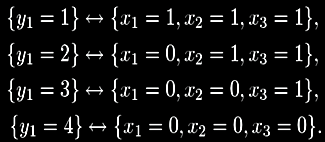 {y₁ = 1} ↔ {x₁ = 1, x₂ = 1, x₃ = 1},
{y₁ = 2} ↔ {x₁ = 0, x₂ = 1, x₃ = 1},
{y₁ = 3} ↔ {x₁ = 0, x₂ = 0, x₃ = 1},
{y₁ = 4} ↔ {x₁ = 0, x₂ = 0, x₃ = 0}.